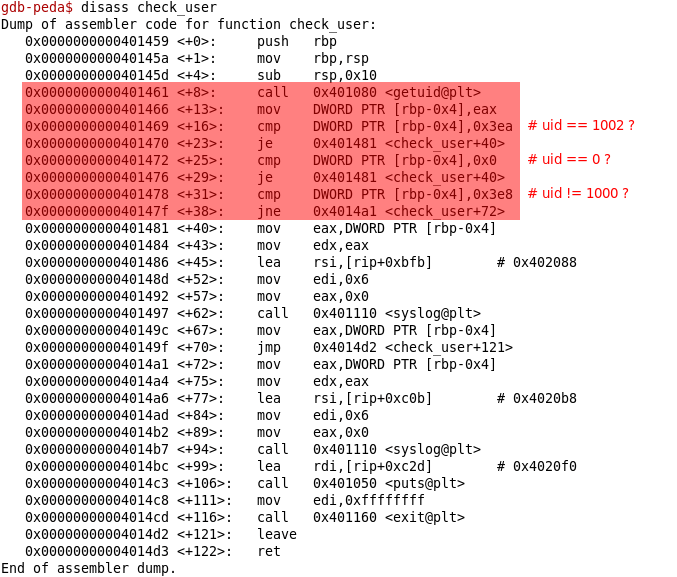 gdb-peda$ disass check_user
Dump of assembler code for function check_user:
   0x0000000000401459 <+0>:    push   rbp
   0x000000000040145a <+1>:    mov    rbp,rsp
   0x000000000040145d <+4>:    sub    rsp,0x10
   0x0000000000401461 <+8>:    call   0x401080 <getuid@plt>
   0x0000000000401466 <+13>:   mov    DWORD PTR [rbp-0x4],eax
   0x0000000000401469 <+16>:   cmp    DWORD PTR [rbp-0x4],0x3ea # uid == 1002 ?
   0x0000000000401470 <+23>:   je     0x401481 <check_user+40>
   0x0000000000401472 <+25>:   cmp    DWORD PTR [rbp-0x4],0x0 # uid == 0 ?
   0x0000000000401476 <+29>:   je     0x401481 <check_user+40>
   0x0000000000401478 <+31>:   cmp    DWORD PTR [rbp-0x4],0x3e8 # uid != 1000 ?
   0x000000000040147f <+38>:   jne    0x4014a1 <check_user+72>
   0x0000000000401481 <+40>:   mov    eax,DWORD PTR [rbp-0x4]
   0x0000000000401484 <+43>:   mov    edx,eax
   0x0000000000401486 <+45>:   lea    rsi,[rip+0xbfb]        # 0x402088
   0x000000000040148d <+52>:   mov    edi,0x6
   0x0000000000401492 <+57>:   mov    eax,0x0
   0x0000000000401497 <+62>:   call   0x401110 <syslog@plt>
   0x000000000040149c <+67>:   mov    eax,DWORD PTR [rbp-0x4]
   0x000000000040149f <+70>:   jmp    0x4014d2 <check_user+121>
   0x00000000004014a1 <+72>:   mov    eax,DWORD PTR [rbp-0x4]
   0x00000000004014a4 <+75>:   mov    edx,eax
   0x00000000004014a6 <+77>:   lea    rsi,[rip+0xc0b]        # 0x4020b8
   0x00000000004014ad <+84>:   mov    edi,0x6
   0x00000000004014b2 <+89>:   mov    eax,0x0
   0x00000000004014b7 <+94>:   call   0x401110 <syslog@plt>
   0x00000000004014bc <+99>:   lea    rdi,[rip+0xc2d]        # 0x4020f0
   0x00000000004014c3 <+106>:  call   0x401050 <puts@plt>
   0x00000000004014c8 <+111>:  mov    edi,0xffffffff
   0x00000000004014cd <+116>:  call   0x401160 <exit@plt>
   0x00000000004014d2 <+121>:  leave
   0x00000000004014d3 <+122>:  ret
End of assembler dump.